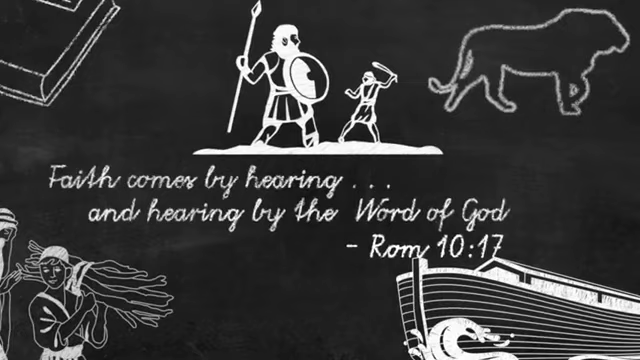 Faith comes by hearing . . .
and hearing by the Word of God
- Rom 10:17